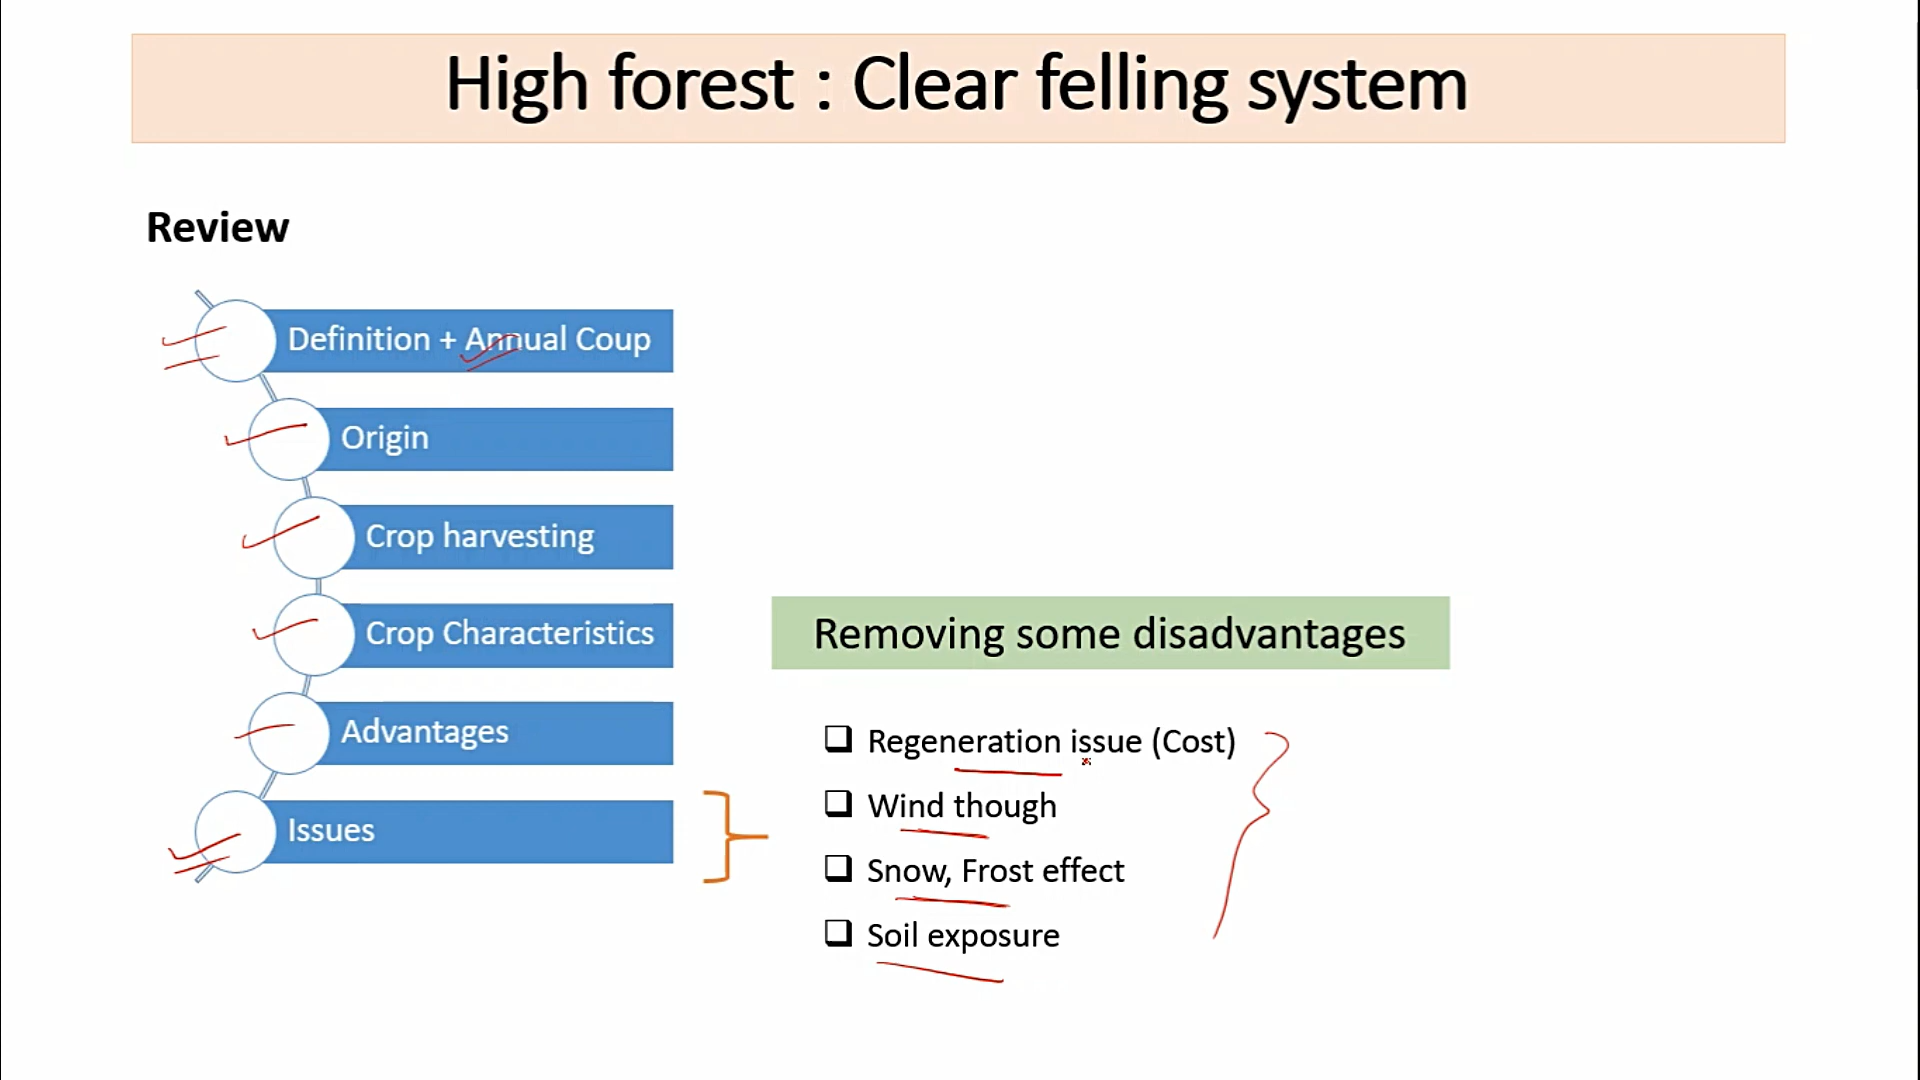 High forest : Clear felling system
Review
Definition + Annual Coup
Origin
Crop harvesting
Crop Characteristics
Advantages
Issues
Removing some disadvantages
Regeneration issue (Cost)
Wind though
Snow, Frost effect
Soil exposure